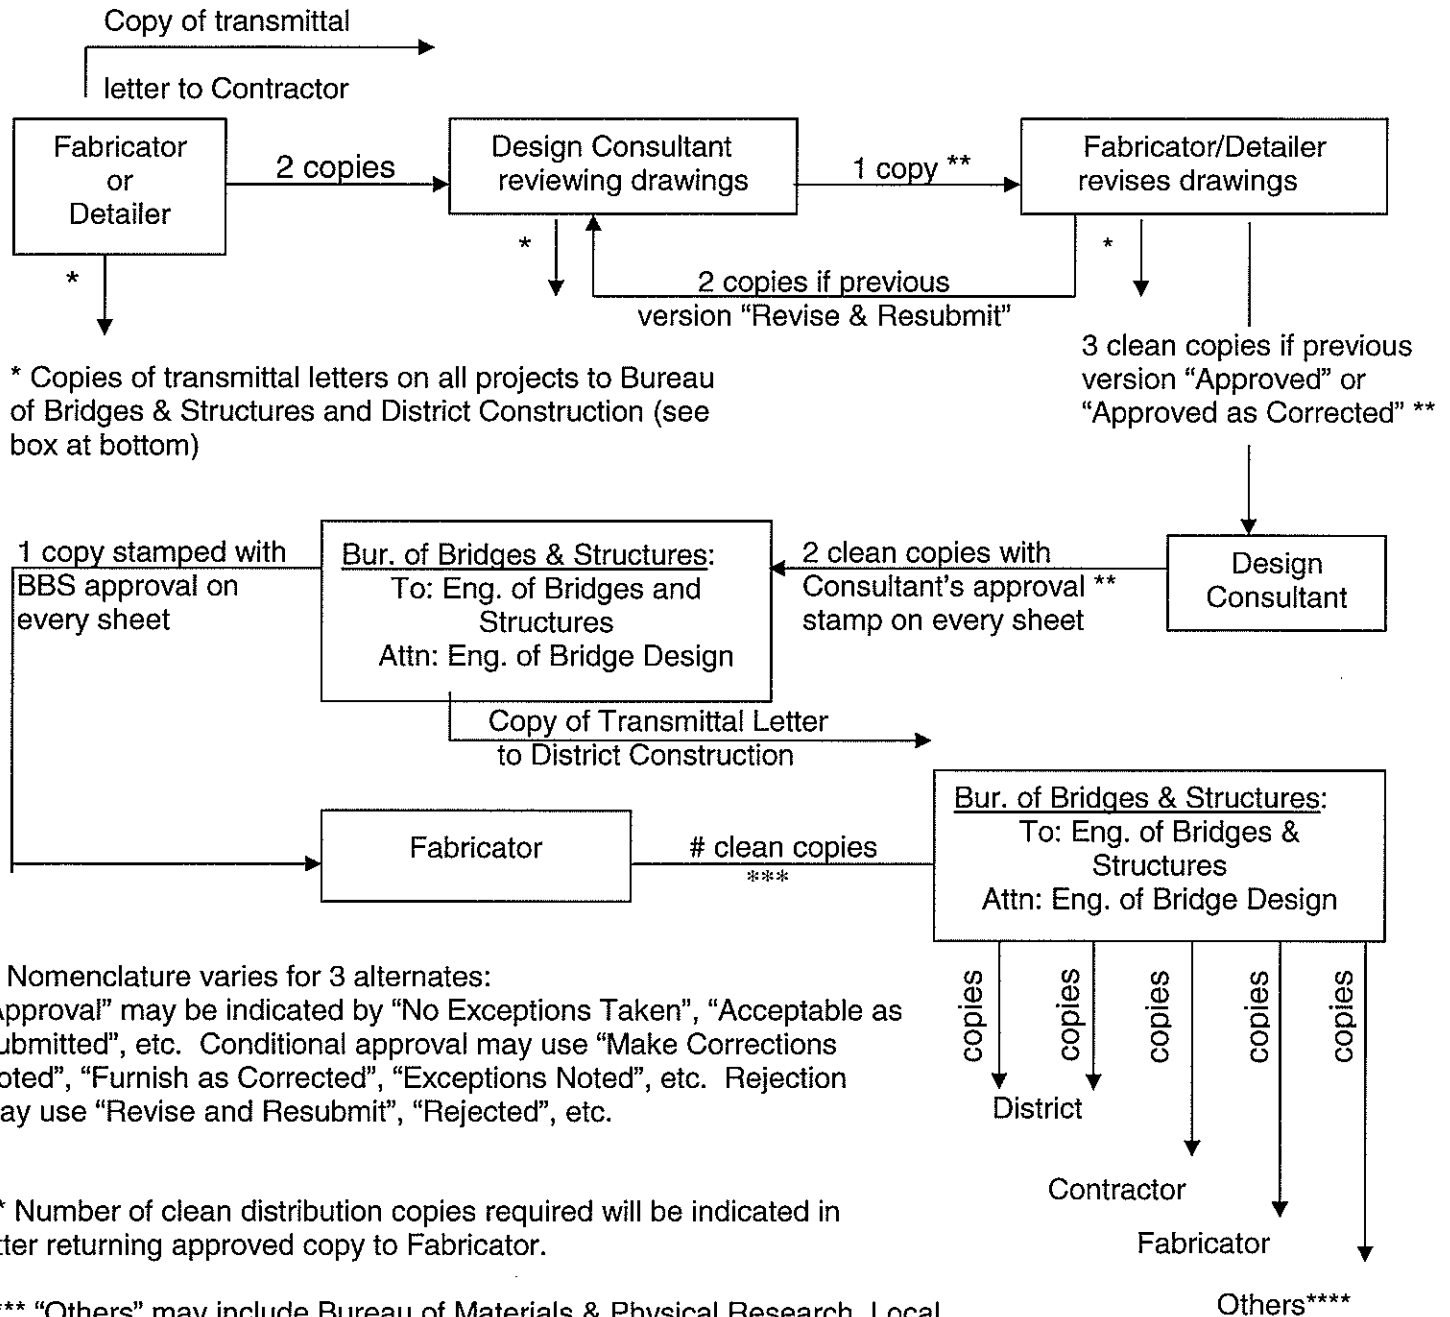 Copy of transmittal
letter to Contractor
Fabricator
or
Detailer
2 copies
Design Consultant
reviewing drawings
1 copy **
Fabricator/Detailer
revises drawings
*
*
*
2 copies if previous
version “Revise & Resubmit”
3 clean copies if previous
version “Approved” or
“Approved as Corrected” **
* Copies of transmittal letters on all projects to Bureau
of Bridges & Structures and District Construction (see
box at bottom)
1 copy stamped with
BBS approval on
every sheet
Bur. of Bridges & Structures:
To: Eng. of Bridges and
Structures
Attn: Eng. of Bridge Design
2 clean copies with
Consultant’s approval **
stamp on every sheet
Design
Consultant
Copy of Transmittal Letter
to District Construction
Fabricator
# clean copies
***
Bur. of Bridges & Structures:
To: Eng. of Bridges &
Structures
Attn: Eng. of Bridge Design
copies
copies
copies
copies
copies
District
Contractor
Fabricator
Others****
Nomenclature varies for 3 alternates:
pproval” may be indicated by “No Exceptions Taken”, “Acceptable as
ubmitted”, etc. Conditional approval may use “Make Corrections
oted”, “Furnish as Corrected”, “Exceptions Noted”, etc. Rejection
ay use “Revise and Resubmit”, “Rejected”, etc.
* Number of clean distribution copies required will be indicated in
tter returning approved copy to Fabricator.
*** “Others” may include Bureau of Materials & Physical Research, Local